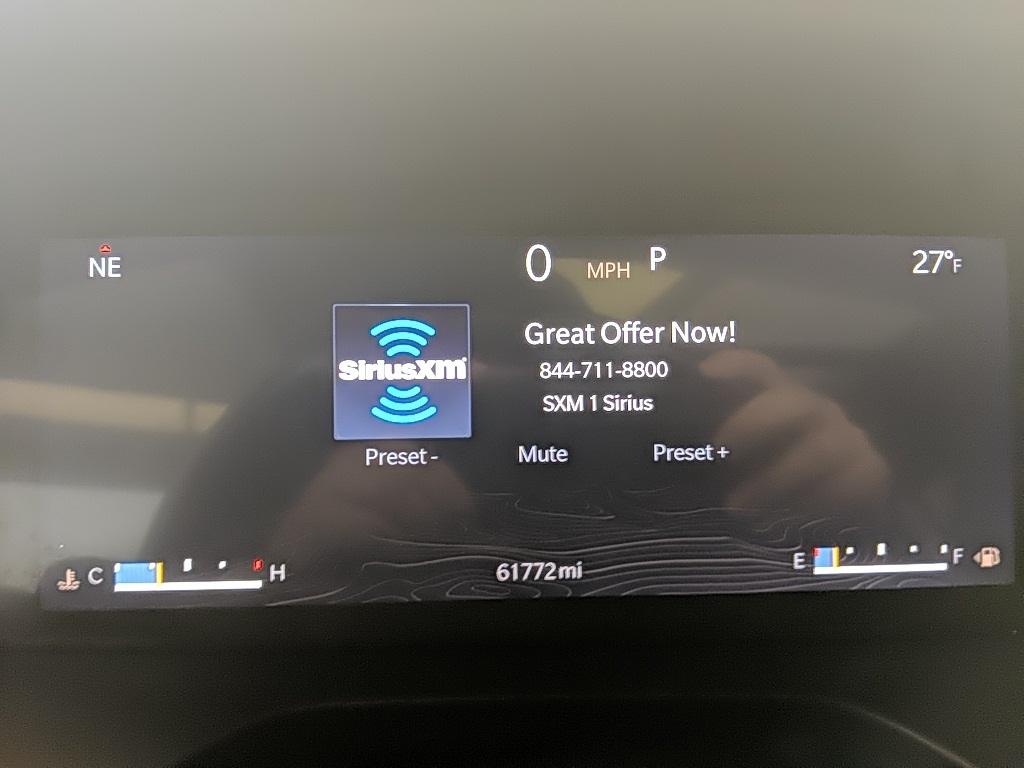 NE 0 MPH P 27°F
SiriusXM
Great Offer Now!
844-711-8800
SXM 1 Sirius
Preset - Mute Preset +
C H 61772mi E F